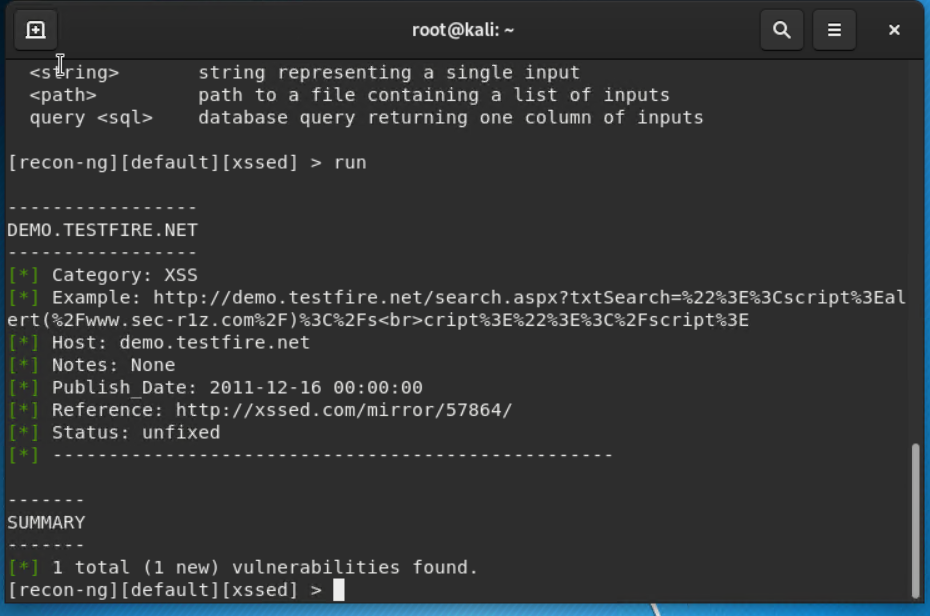 root@kali: ~
<string>       string representing a single input
<path>         path to a file containing a list of inputs
query <sql>    database query returning one column of inputs
[recon-ng][default][xssed] > run
-----------------
DEMO.TESTFIRE.NET
-----------------
[*] Category: XSS
[*] Example: http://demo.testfire.net/search.aspx?txtSearch=%22%3E%3Cscript%3Eal
ert(%2Fwww.sec-r1z.com%2F)%3C%2Fs<br>cript%3E%22%3E%3C%2Fscript%3E
[*] Host: demo.testfire.net
[*] Notes: None
[*] Publish_Date: 2011-12-16 00:00:00
[*] Reference: http://xssed.com/mirror/57864/
[*] Status: unfixed
[*] --------------------------------------------------
-------
SUMMARY
-------
[*] 1 total (1 new) vulnerabilities found.
[recon-ng][default][xssed] >